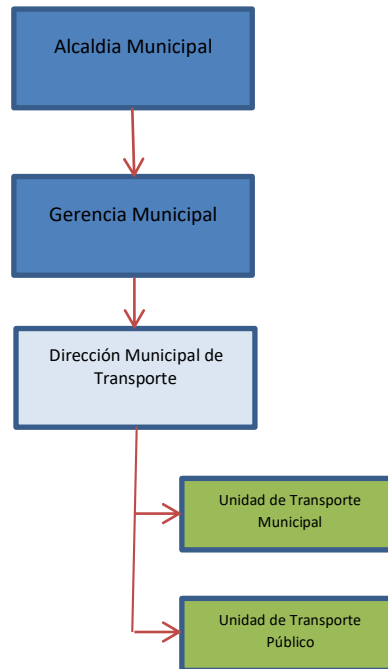 Alcaldia Municipal
Gerencia Municipal
Dirección Municipal de
Transporte
Unidad de Transporte
Municipal
Unidad de Transporte
Público